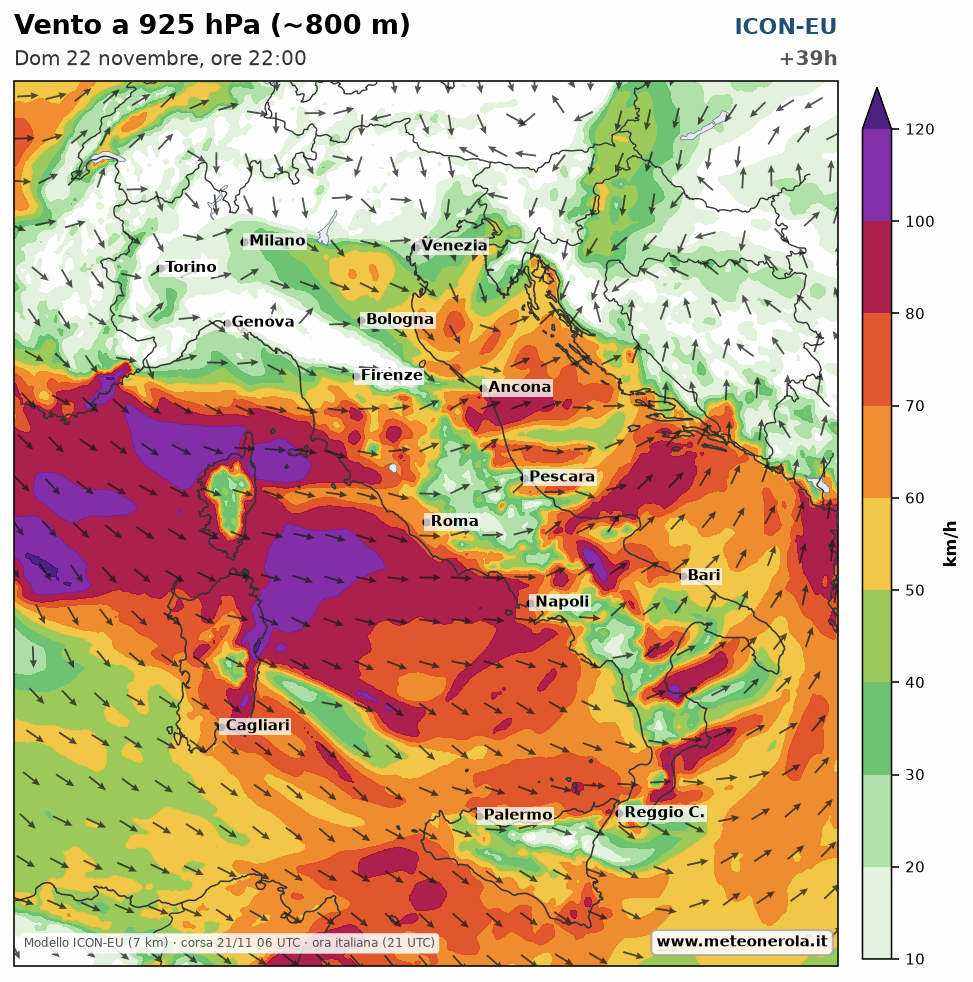 Vento a 925 hPa (~800 m)
ICON-EU
Dom 22 novembre, ore 22:00
+39h
Milano
Venezia
Torino
Genova
Bologna
Firenze
Ancona
Pescara
Roma
Bari
Napoli
Cagliari
Palermo
Reggio C.
120
100
80
70
60
50
40
30
20
10
km/h
Modello ICON-EU (7 km) · corsa 21/11 06 UTC · ora italiana (21 UTC)
www.meteonerola.it